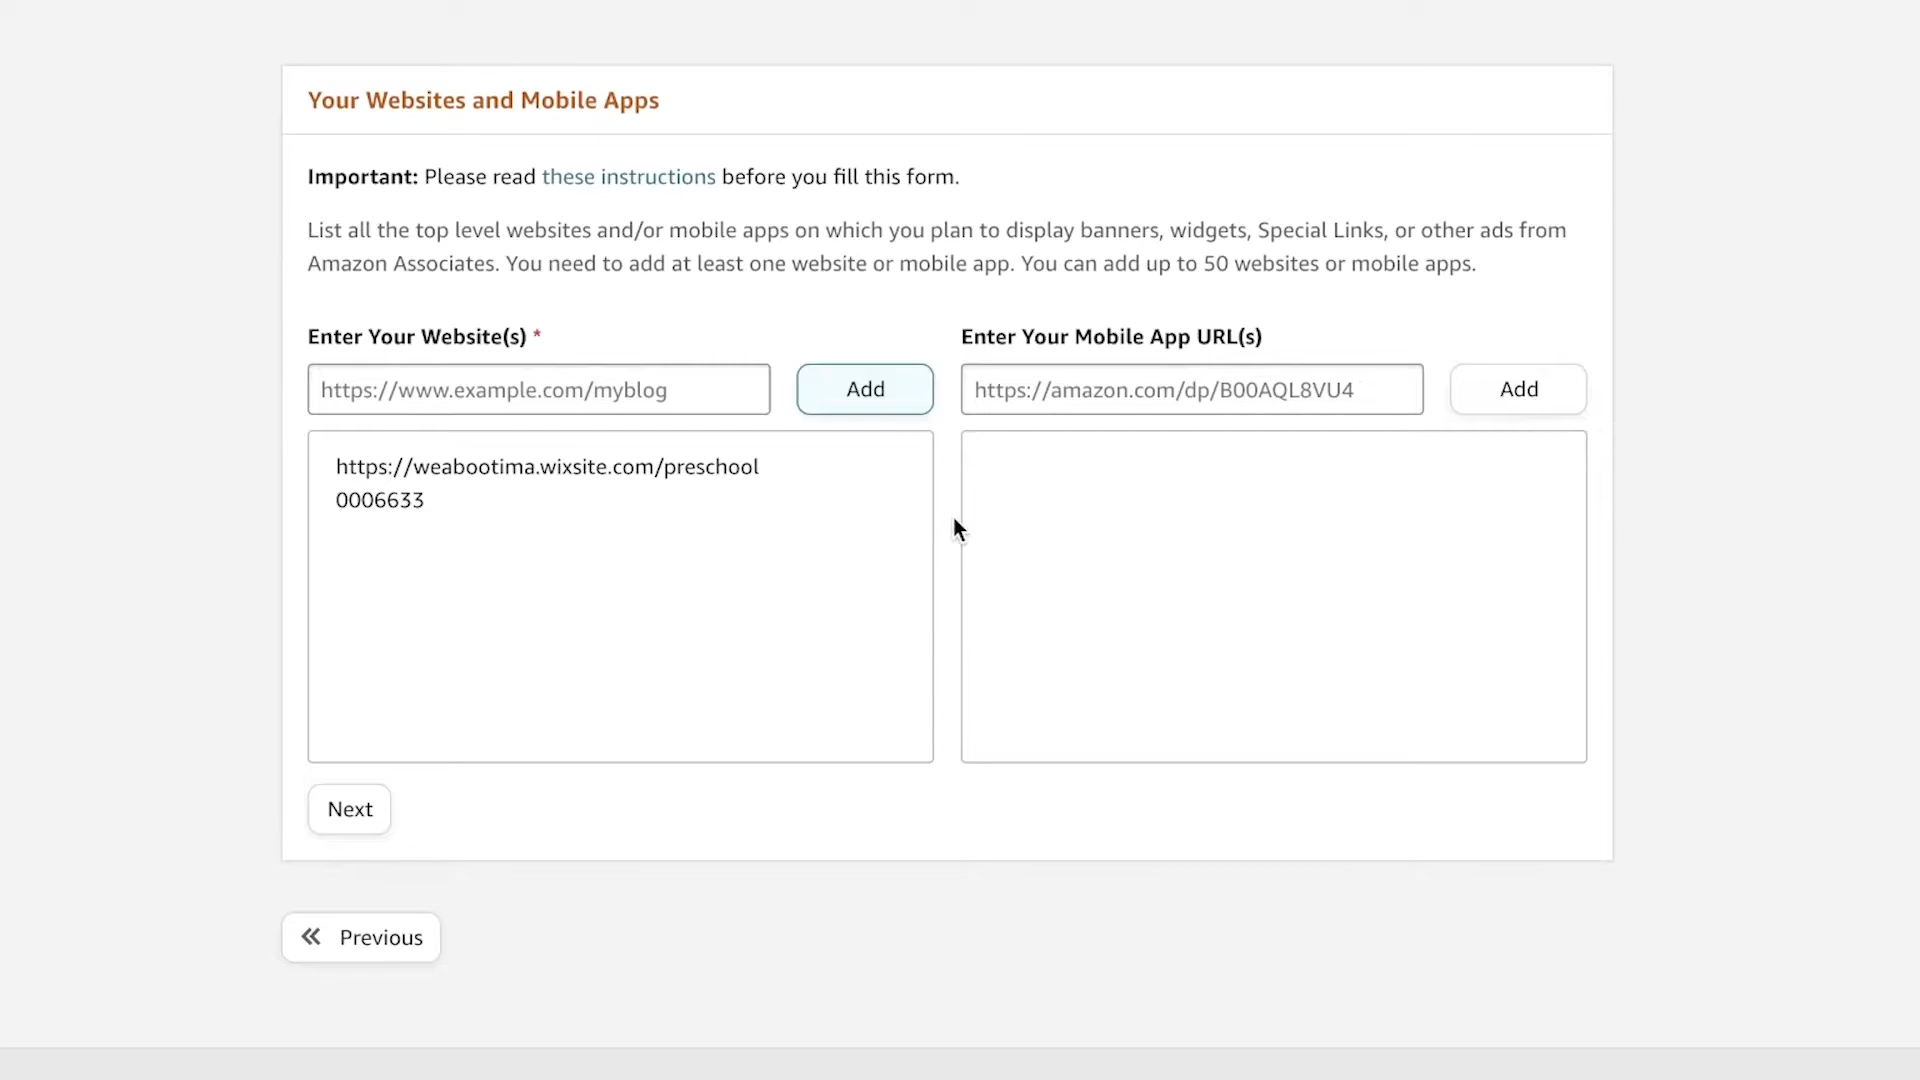 Your Websites and Mobile Apps
Important: Please read these instructions before you fill this form.
List all the top level websites and/or mobile apps on which you plan to display banners, widgets, Special Links, or other ads from
Amazon Associates. You need to add at least one website or mobile app. You can add up to 50 websites or mobile apps.
Enter Your Website(s) *
https://www.example.com/myblog
Add
https://weabootima.wixsite.com/preschool
0006633
Enter Your Mobile App URL(s)
https://amazon.com/dp/B00AQL8VU4
Add
Next
« Previous